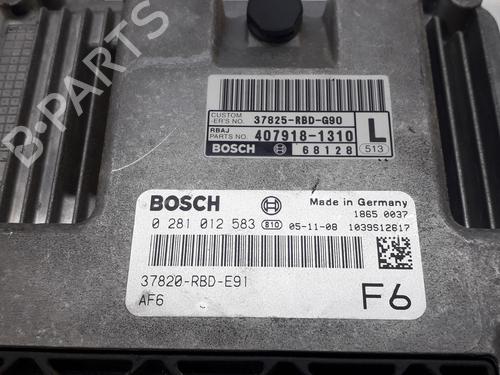 B-PARTS
CUSTOM
-ER'S NO. 37825-RBD-G90
RBAJ
PARTS NO. 407918-1310
L
BOSCH 68128 513
BOSCH
Made in Germany
1865 0037
0 281 012 583 810 05-11-08 1039S12617
37820-RBD-E91
AF6
F6